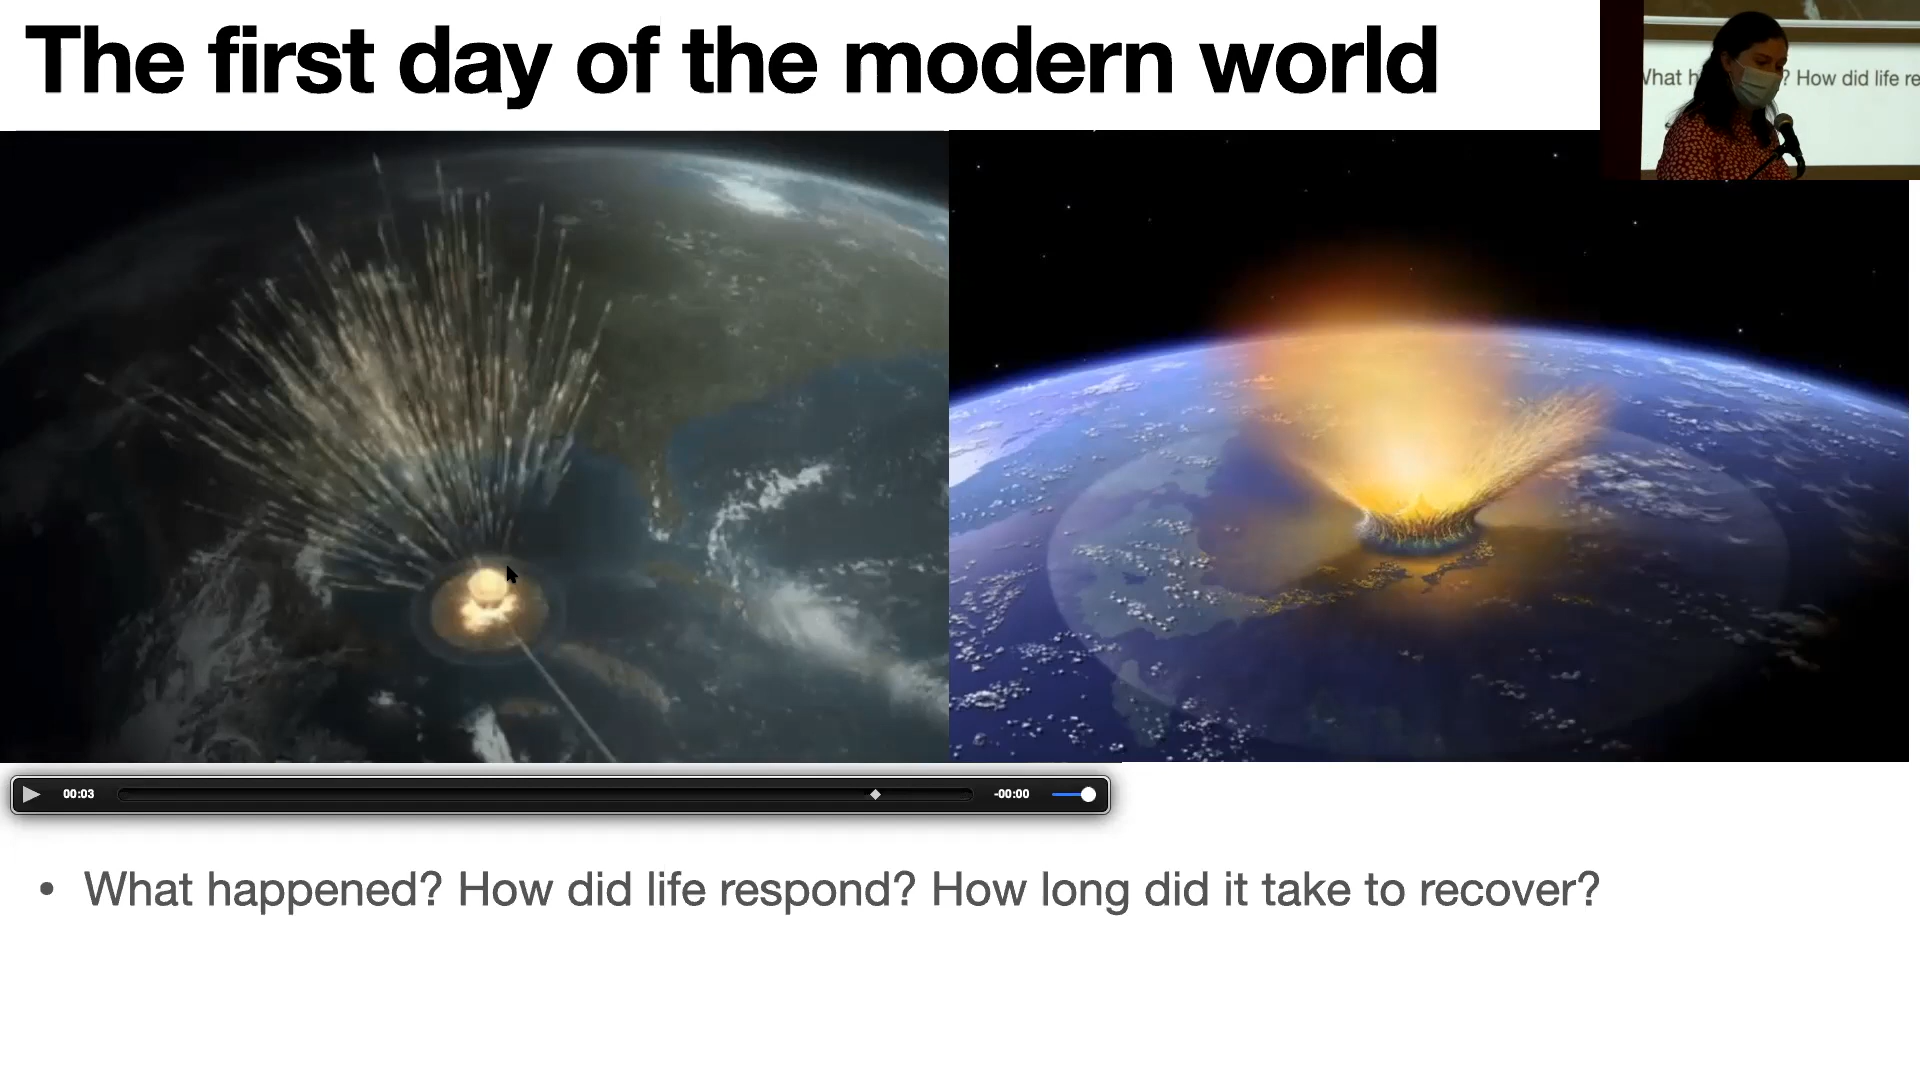 The first day of the modern world
What h ? How did life re
00:03
-00:00
• What happened? How did life respond? How long did it take to recover?